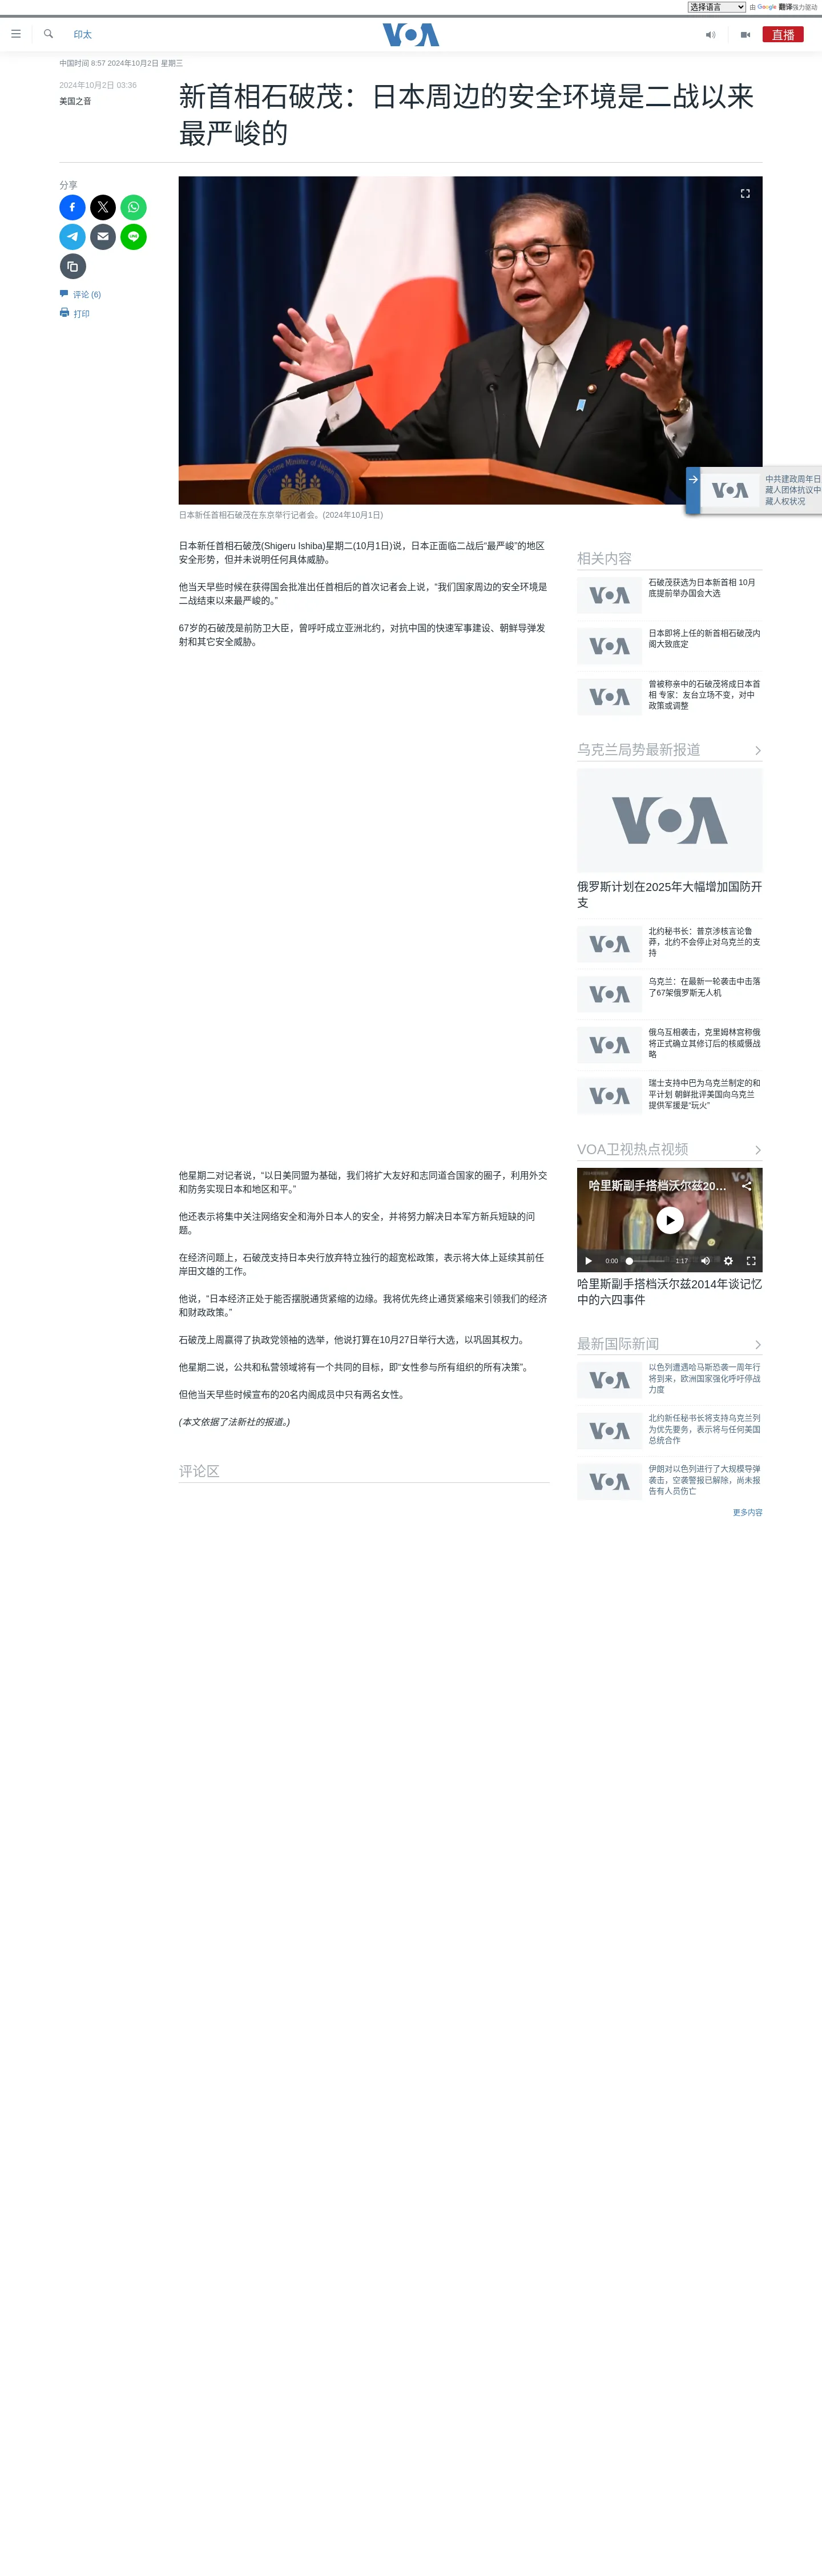 选择语言 由 Google 翻译强力驱动
印太
VOA
直播
中国时间 8:57 2024年10月2日 星期三
2024年10月2日 03:36
美国之音
新首相石破茂：日本周边的安全环境是二战以来
最严峻的
分享
LINE
评论 (6)
打印
Prime Minister of Japan
日本新任首相石破茂在东京举行记者会。(2024年10月1日)
VOA
中共建政周年日
藏人团体抗议中
藏人权状况
日本新任首相石破茂(Shigeru Ishiba)星期二(10月1日)说，日本正面临二战后“最严峻”的地区
安全形势，但并未说明任何具体威胁。
他当天早些时候在获得国会批准出任首相后的首次记者会上说，“我们国家周边的安全环境是
二战结束以来最严峻的。”
67岁的石破茂是前防卫大臣，曾呼吁成立亚洲北约，对抗中国的快速军事建设、朝鲜导弹发
射和其它安全威胁。
他星期二对记者说，“以日美同盟为基础，我们将扩大友好和志同道合国家的圈子，利用外交
和防务实现日本和地区和平。”
他还表示将集中关注网络安全和海外日本人的安全，并将努力解决日本军方新兵短缺的问
题。
在经济问题上，石破茂支持日本央行放弃特立独行的超宽松政策，表示将大体上延续其前任
岸田文雄的工作。
他说，“日本经济正处于能否摆脱通货紧缩的边缘。我将优先终止通货紧缩来引领我们的经济
和财政政策。”
石破茂上周赢得了执政党领袖的选举，他说打算在10月27日举行大选，以巩固其权力。
他星期二说，公共和私营领域将有一个共同的目标，即“女性参与所有组织的所有决策”。
但他当天早些时候宣布的20名内阁成员中只有两名女性。
(本文依据了法新社的报道。)
评论区
相关内容
VOA
石破茂获选为日本新首相 10月
底提前举办国会大选
VOA
日本即将上任的新首相石破茂内
阁大致底定
VOA
曾被称亲中的石破茂将成日本首
相 专家：友台立场不变，对中
政策或调整
乌克兰局势最新报道
VOA
俄罗斯计划在2025年大幅增加国防开
支
VOA
北约秘书长：普京涉核言论鲁
莽，北约不会停止对乌克兰的支
持
VOA
乌克兰：在最新一轮袭击中击落
了67架俄罗斯无人机
VOA
俄乌互相袭击，克里姆林宫称俄
将正式确立其修订后的核威慑战
略
VOA
瑞士支持中巴为乌克兰制定的和
平计划 朝鲜批评美国向乌克兰
提供军援是“玩火”
VOA卫视热点视频
VOA
哈里斯副手搭档沃尔兹20…
0:00
1:17
哈里斯副手搭档沃尔兹2014年谈记忆
中的六四事件
最新国际新闻
VOA
以色列遭遇哈马斯恐袭一周年行
将到来，欧洲国家强化呼吁停战
力度
VOA
北约新任秘书长将支持乌克兰列
为优先要务，表示将与任何美国
总统合作
VOA
伊朗对以色列进行了大规模导弹
袭击，空袭警报已解除，尚未报
告有人员伤亡
更多内容